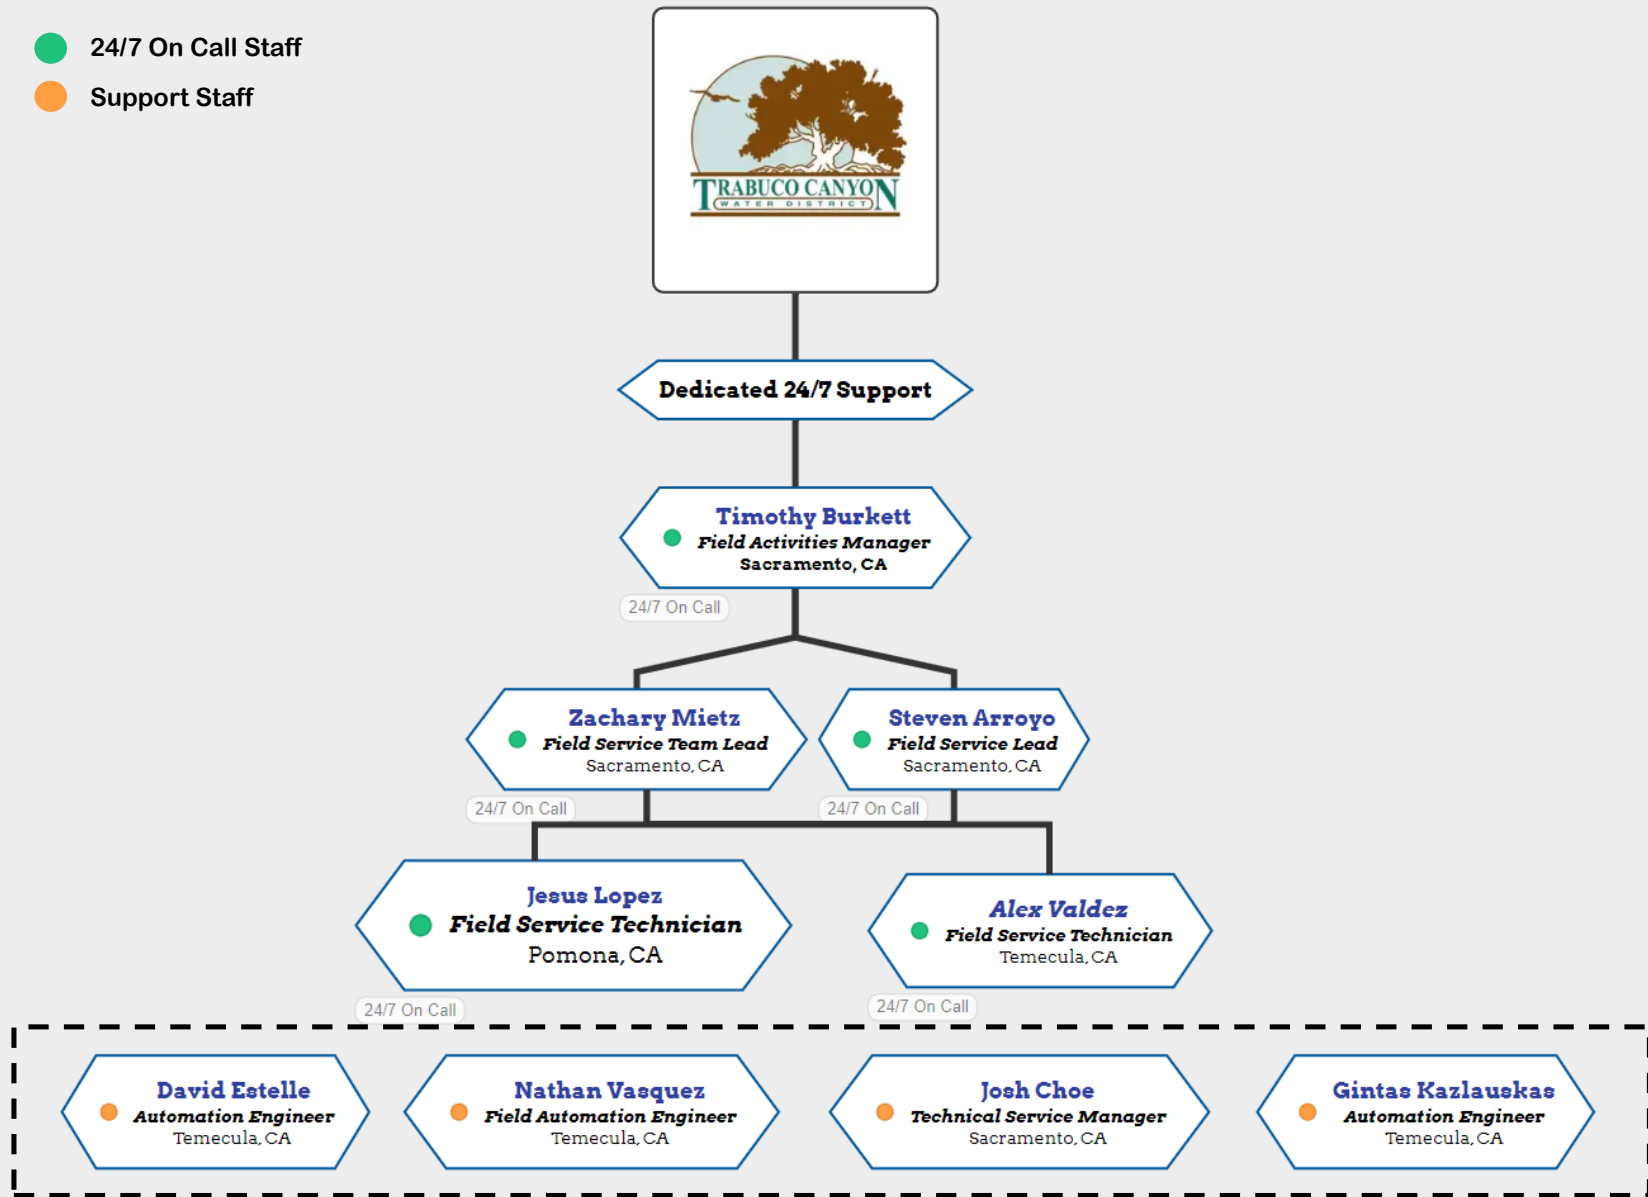 24/7 On Call Staff
Support Staff
TRABUCO CANYON
WATER DISTRICT
Dedicated 24/7 Support
Timothy Burkett
Field Activities Manager
Sacramento, CA
24/7 On Call
Zachary Mietz
Field Service Team Lead
Sacramento, CA
24/7 On Call
Steven Arroyo
Field Service Lead
Sacramento, CA
24/7 On Call
Jesus Lopez
Field Service Technician
Pomona, CA
24/7 On Call
Alex Valdez
Field Service Technician
Temecula, CA
24/7 On Call
David Estelle
Automation Engineer
Temecula, CA
Nathan Vasquez
Field Automation Engineer
Temecula, CA
Josh Choe
Technical Service Manager
Sacramento, CA
Gintas Kazlauskas
Automation Engineer
Temecula, CA